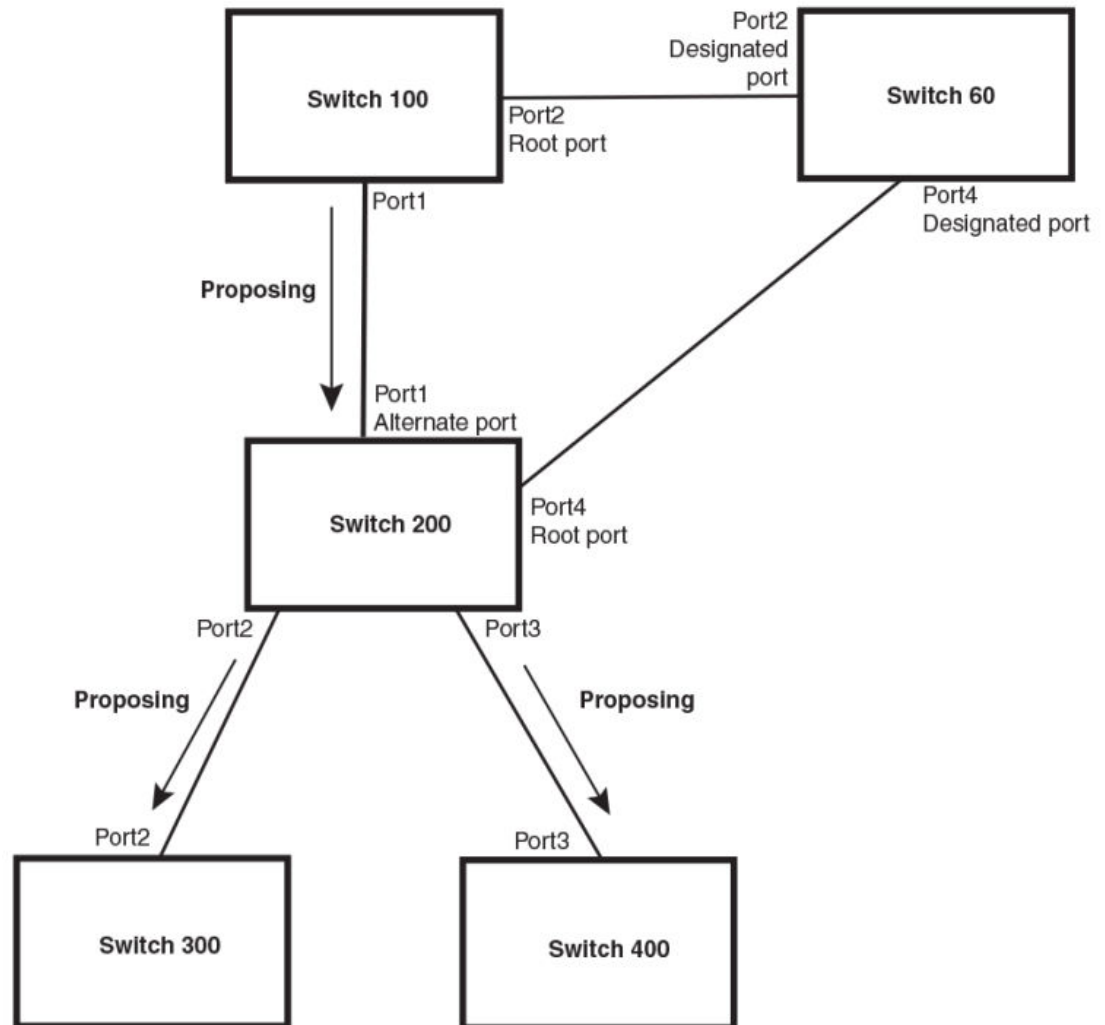 Port2
Designated
port
Switch 100
Switch 60
Port2
Root port
Port1
Port4
Designated port
Proposing
Port1
Alternate port
Switch 200
Port4
Root port
Port2
Port3
Proposing
Proposing
Port2
Port3
Switch 300
Switch 400